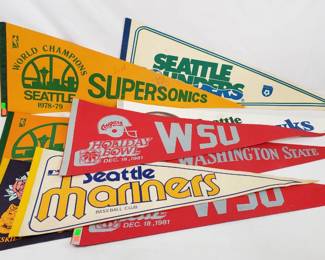 WORLD CHAMPIONS
SEATTLE
1978-79
SUPERSONICS
SEATTLE
SOUNDERS
HOLIDAY
BOWL
DEC. 18, 1981
WSU
WASHINGTON STATE
Seattle
mariners
BASEBALL CLUB
WSU
DEC. 18, 1981